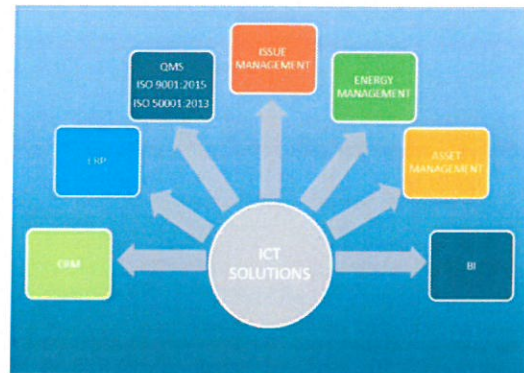 QMS
ISO 9001:2015
ISO 50001:2013
ISSUE
MANAGEMENT
ENERGY
MANAGEMENT
ERP
ASSET
MANAGEMENT
CRM
ICT
SOLUTIONS
BI